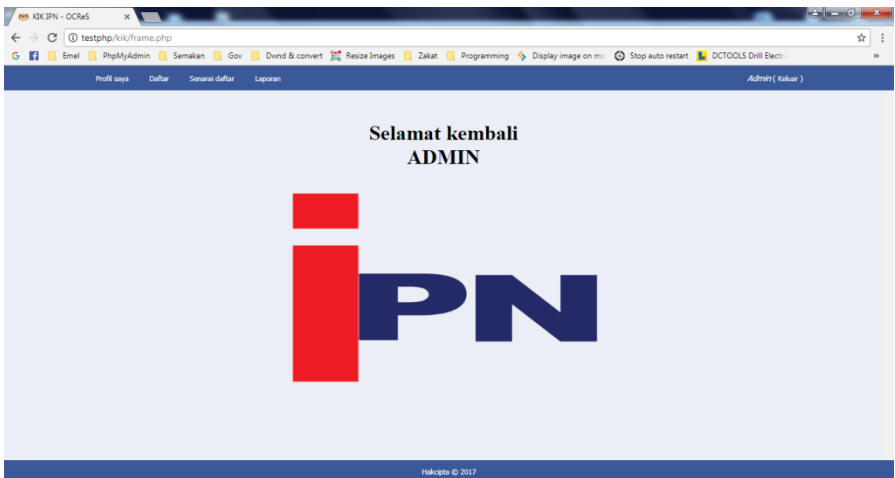 KIK IPN - OCReS
testphp/kik/frame.php
Emel PhpMyAdmin Semakan Gov Dwnd & convert Resize Images Zakat Programming Display image on mo Stop auto restart DCTOOLS Drill Electri
Profil saya Daftar Senarai daftar Laporan Admin ( Keluar )
Selamat kembali
ADMIN
iPN
Hakcipta © 2017